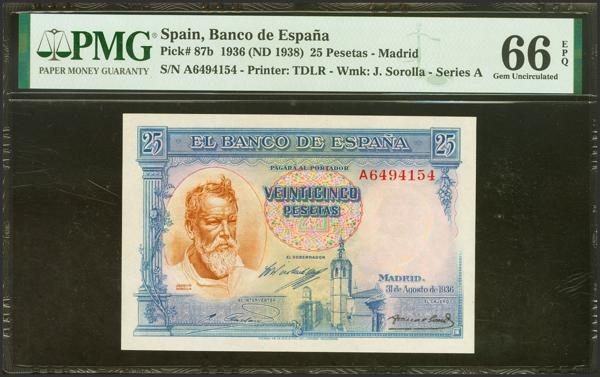 PMG
PAPER MONEY GUARANTY
Spain, Banco de España
Pick# 87b 1936 (ND 1938) 25 Pesetas - Madrid
S/N A6494154 - Printer: TDLR - Wmk: J. Sorolla - Series A
66 EPQ
Gem Uncirculated
25 EL BANCO DE ESPAÑA 25
PAGARÁ AL PORTADOR
A6494154
VEINTICINCO
PESETAS
EL GOBERNADOR
JOAQUIN
SOROLLA
MADRID.
31 de Agosto de 1936
EL INTERVENTOR
EL CAJERO